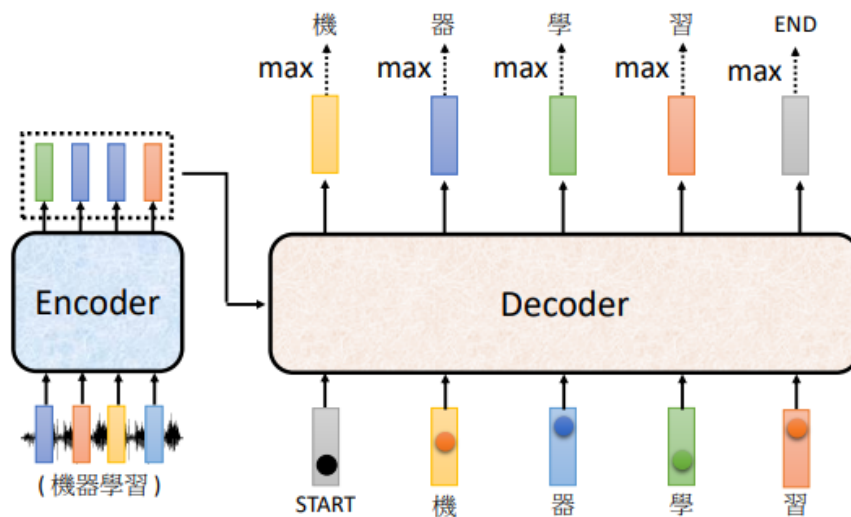 機 器 學 習 END
max max max max max
Encoder
Decoder
( 機器學習 )
START 機 器 學 習